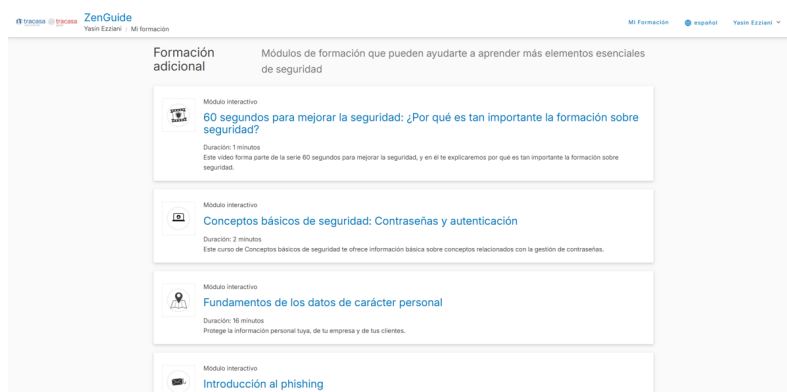 tracasa tracasa ZenGuide
Yasin Ezziani | Mi formación
Mi Formación español Yasin Ezziani
Formación
adicional
Módulos de formación que pueden ayudarte a aprender más elementos esenciales
de seguridad
Módulo interactivo
60 segundos para mejorar la seguridad: ¿Por qué es tan importante la formación sobre
seguridad?
Duración: 1 minutos
Este vídeo forma parte de la serie 60 segundos para mejorar la seguridad, y en él te explicaremos por qué es tan importante la formación sobre
seguridad.
Módulo interactivo
Conceptos básicos de seguridad: Contraseñas y autenticación
Duración: 2 minutos
Este curso de Conceptos básicos de seguridad te ofrece información básica sobre conceptos relacionados con la gestión de contraseñas.
Módulo interactivo
Fundamentos de los datos de carácter personal
Duración: 16 minutos
Protege la información personal tuya, de tu empresa y de tus clientes.
Módulo interactivo
Introducción al phishing